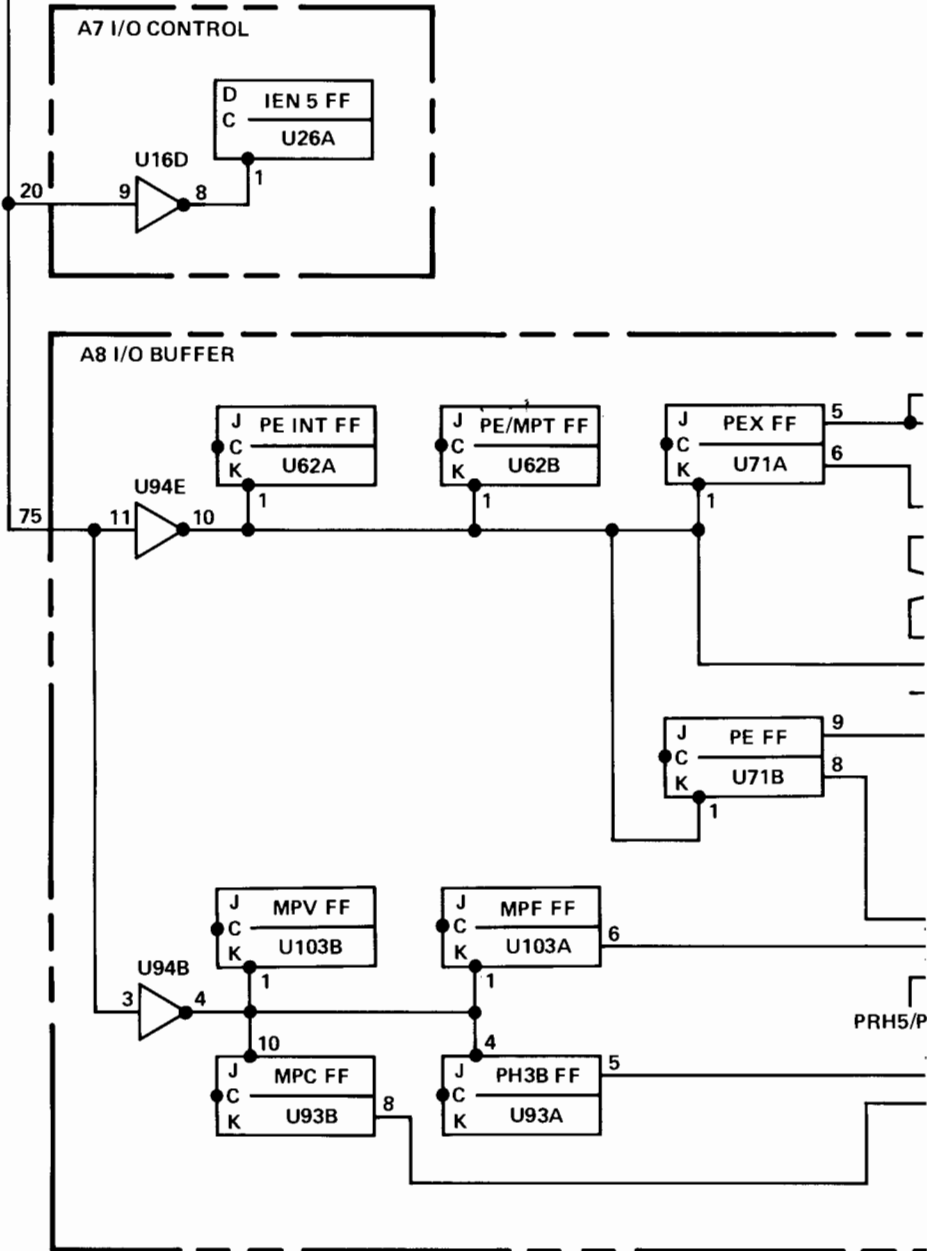 A7 I/O CONTROL
D IEN 5 FF
C
U26A
U16D
1
20 9 8
A8 I/O BUFFER
J PE INT FF
C
K U62A
J PE/MPT FF
C
K U62B
J PEX FF 5
C
K U71A 6
U94E
1 1 1
75 11 10
J PE FF 9
C
K U71B 8
1
J MPV FF
C
K U103B
J MPF FF
C
K U103A 6
U94B
1 1
3 4
PRH5/P
10 4
J MPC FF
C
K U93B 8
J PH3B FF 5
C
K U93A